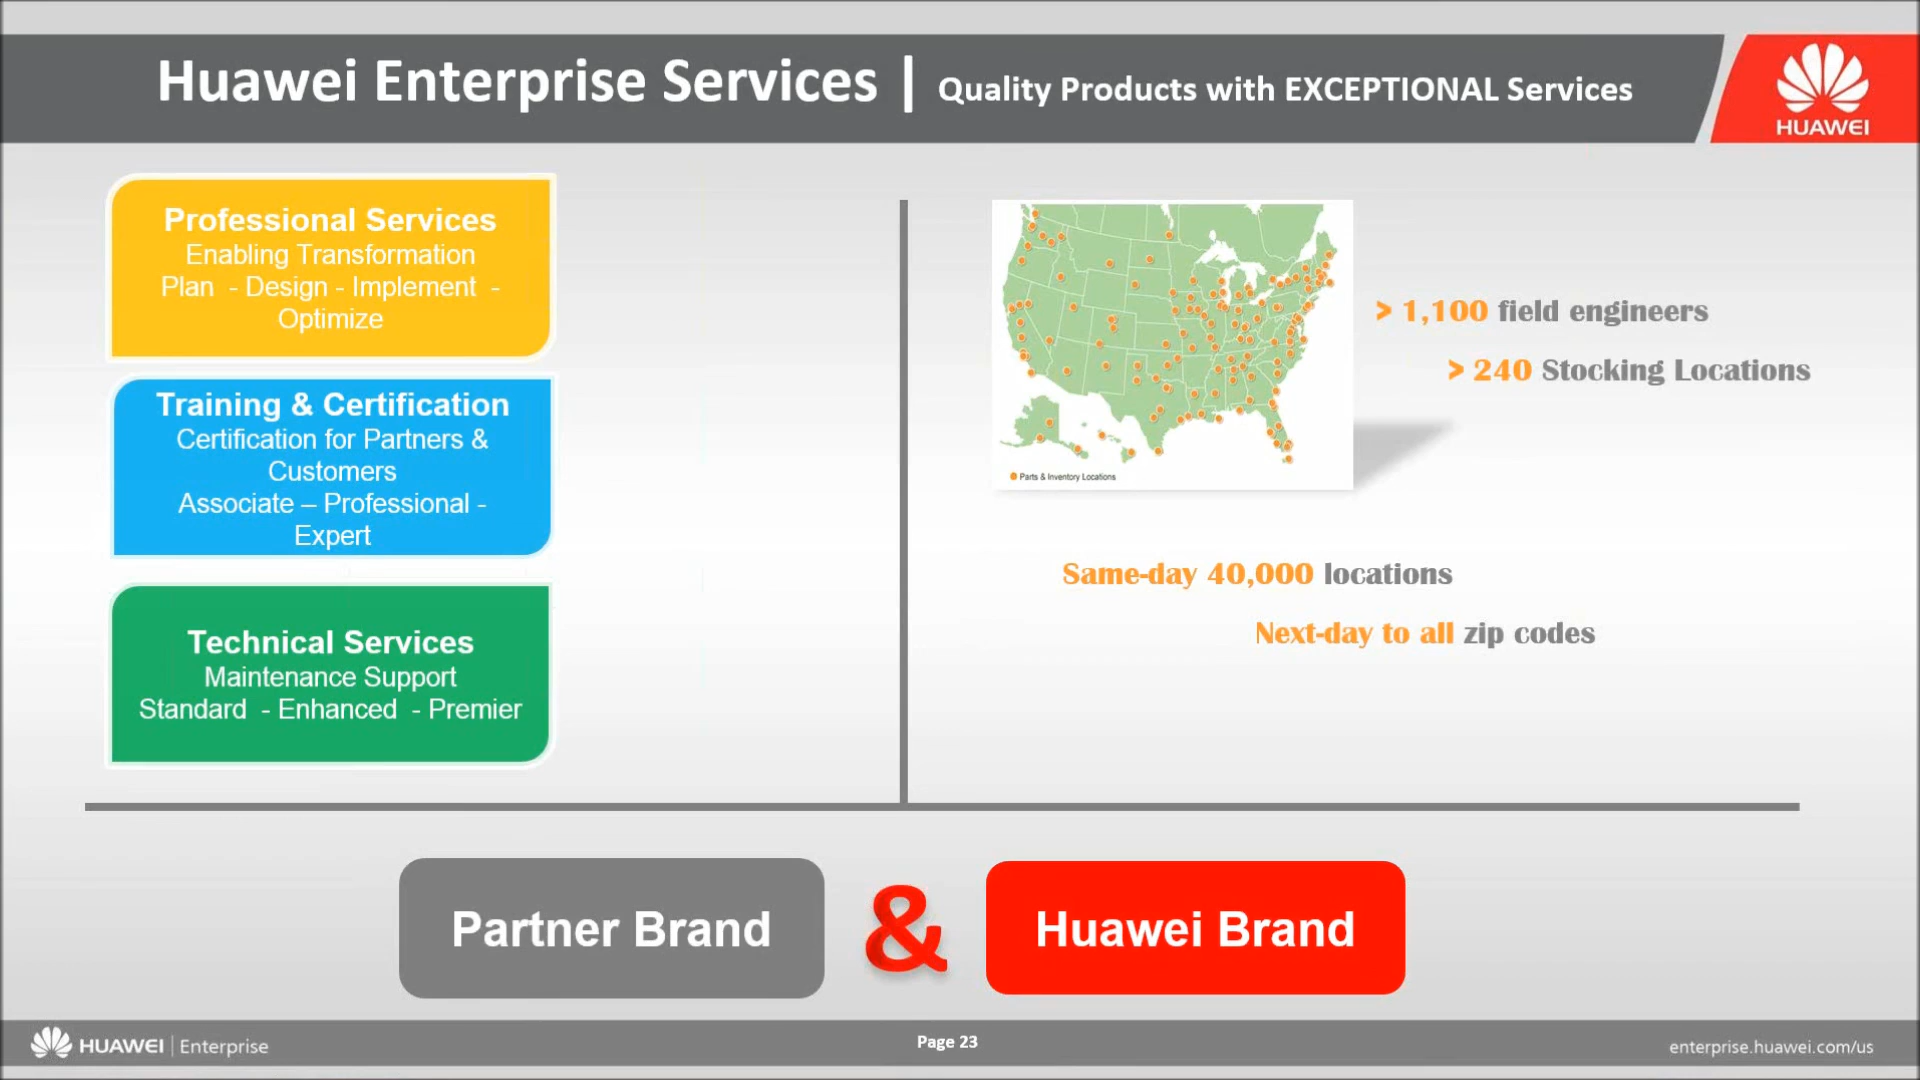 Huawei Enterprise Services | Quality Products with EXCEPTIONAL Services
HUAWEI
Professional Services
Enabling Transformation
Plan - Design - Implement -
Optimize
Training & Certification
Certification for Partners &
Customers
Associate – Professional -
Expert
Technical Services
Maintenance Support
Standard - Enhanced - Premier
Parts & Inventory Locations
> 1,100 field engineers
> 240 Stocking Locations
Same-day 40,000 locations
Next-day to all zip codes
Partner Brand
&
Huawei Brand
HUAWEI | Enterprise
Page 23
enterprise.huawei.com/us